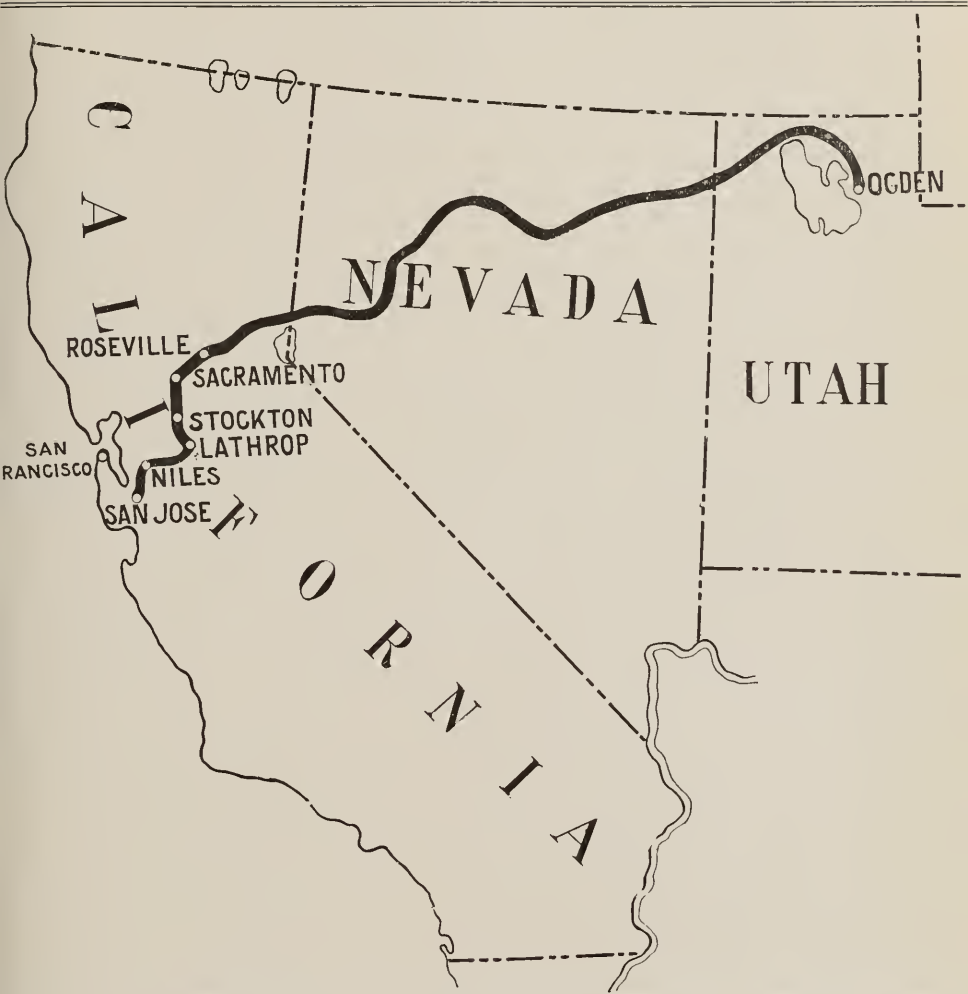 CALIFORNIA
NEVADA
UTAH
OGDEN
ROSEVILLE
SACRAMENTO
STOCKTON
LATHROP
SAN
RANCISCO
NILES
SAN JOSE